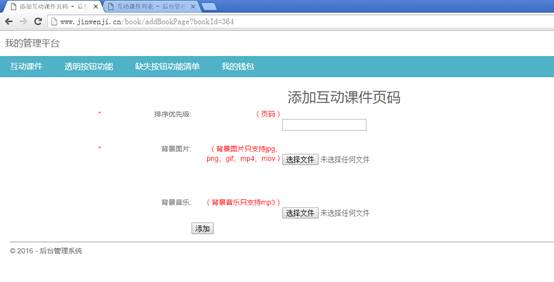 添加互动课件页码 - 后台
互动课件列表 - 后台管理
www.jinwenji.cn/book/addBookPage?bookId=364
我的管理平台
互动课件 透明按钮功能 缺失按钮功能清单 我的钱包
添加互动课件页码
* 排序优先级: （页码）
* 背景图片: （背景图片只支持jpg、
png、gif、mp4、mov） 选择文件 未选择任何文件
背景音乐: （背景音乐只支持mp3）
选择文件 未选择任何文件
添加
© 2016 - 后台管理系统